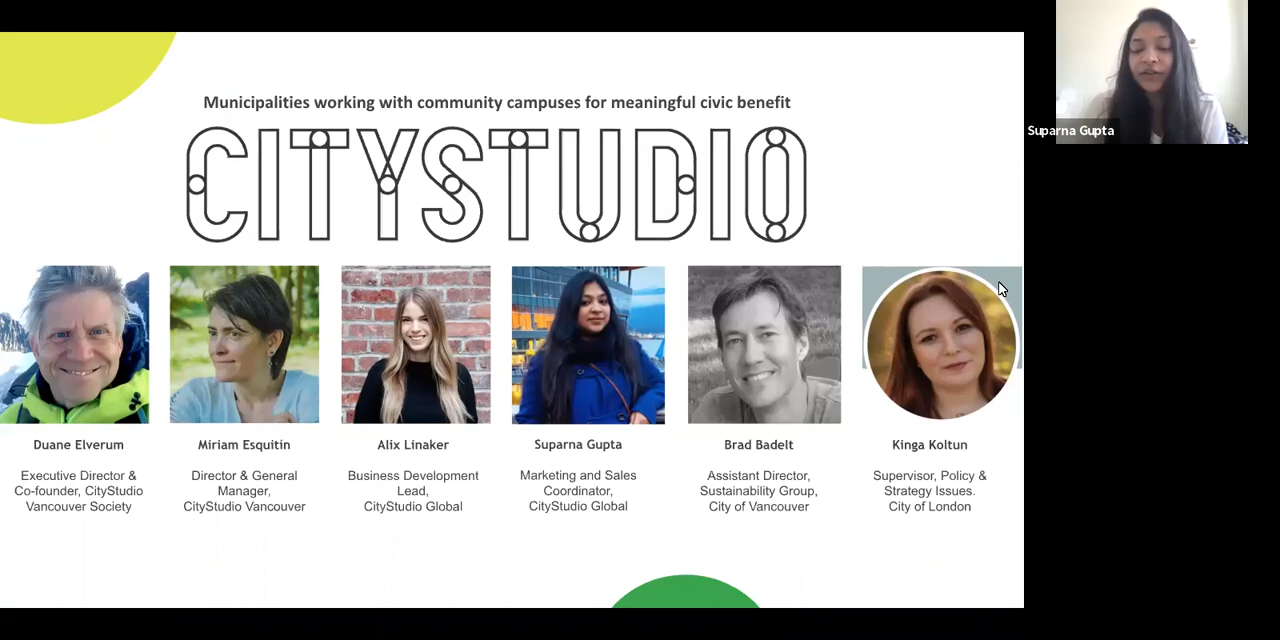 Municipalities working with community campuses for meaningful civic benefit
CITYSTUDIO
Suparna Gupta
Duane Elverum
Executive Director &
Co-founder, CityStudio
Vancouver Society
Miriam Esquitin
Director & General
Manager,
CityStudio Vancouver
Alix Linaker
Business Development
Lead,
CityStudio Global
Suparna Gupta
Marketing and Sales
Coordinator,
CityStudio Global
Brad Badelt
Assistant Director,
Sustainability Group,
City of Vancouver
Kinga Koltun
Supervisor, Policy &
Strategy Issues.
City of London